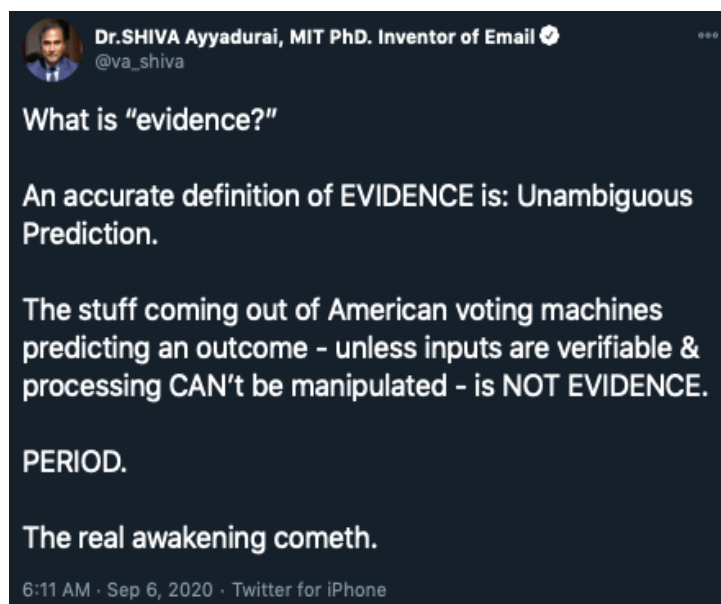 Dr.SHIVA Ayyadurai, MIT PhD. Inventor of Email
@va_shiva
What is “evidence?”
An accurate definition of EVIDENCE is: Unambiguous
Prediction.
The stuff coming out of American voting machines
predicting an outcome - unless inputs are verifiable &
processing CAN’t be manipulated - is NOT EVIDENCE.
PERIOD.
The real awakening cometh.
6:11 AM · Sep 6, 2020 · Twitter for iPhone